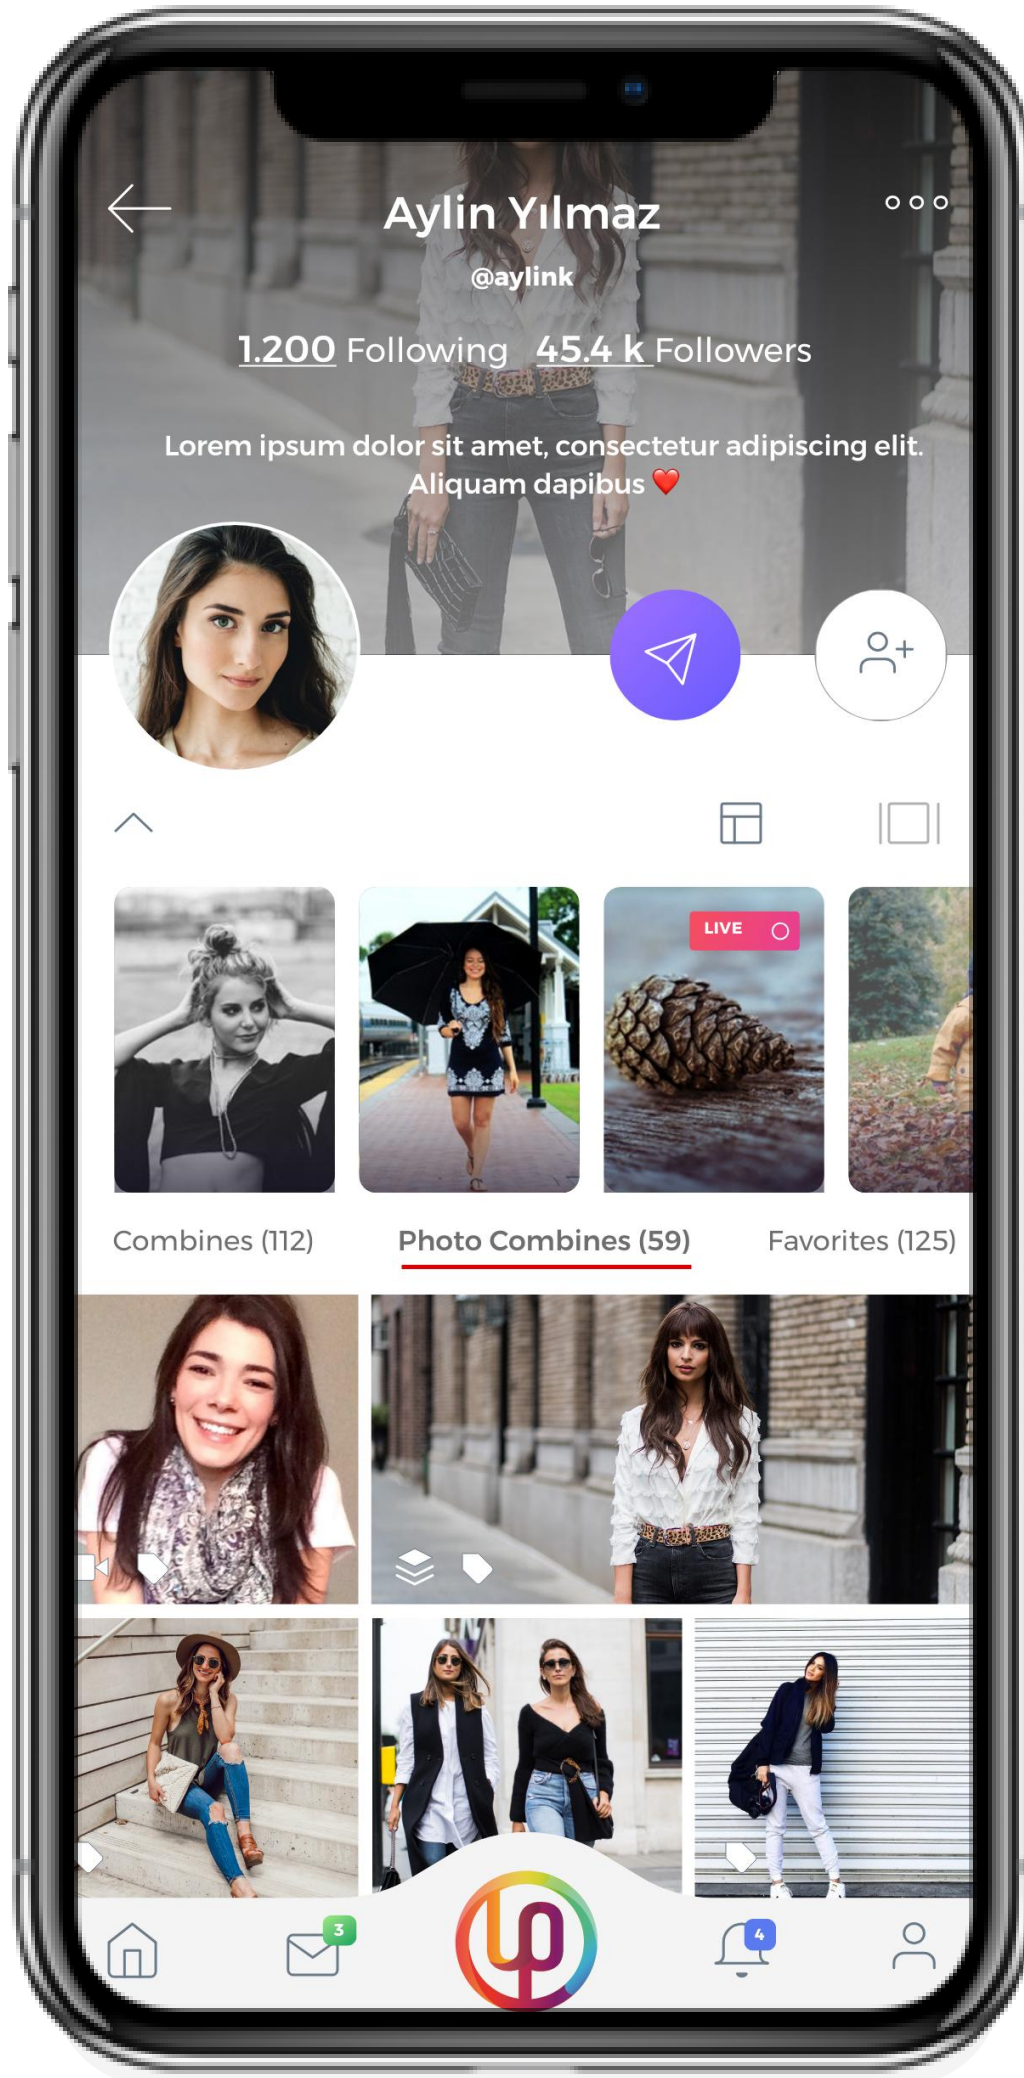 Aylin Yılmaz
@aylink
1.200 Following 45.4 k Followers
Lorem ipsum dolor sit amet, consectetur adipiscing elit.
Aliquam dapibus ❤️
LIVE
Combines (112) Photo Combines (59) Favorites (125)
3
4